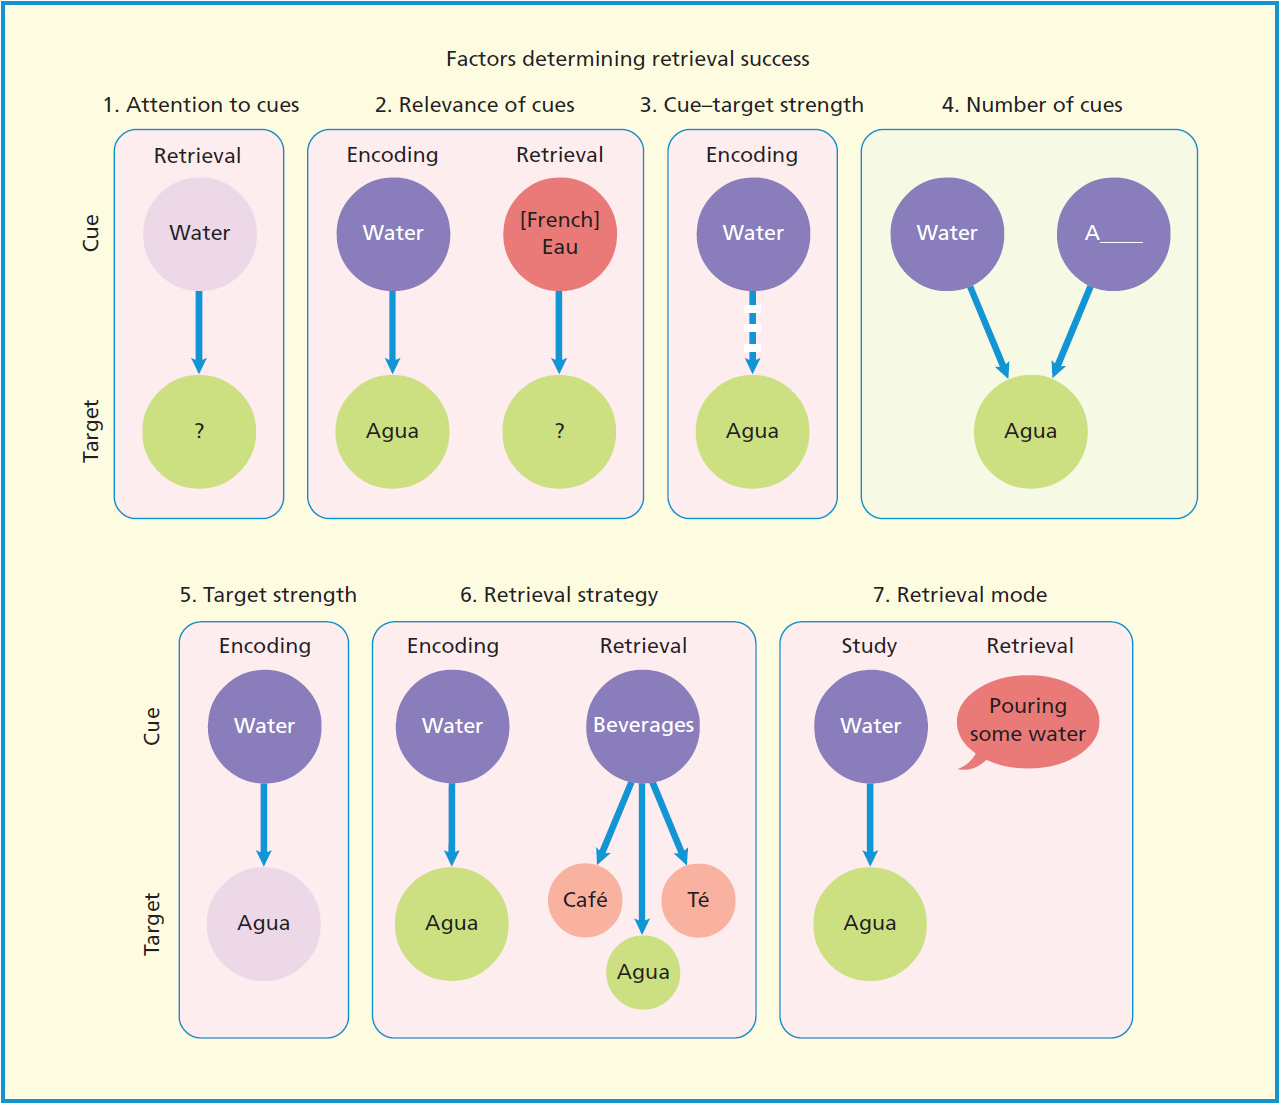 Factors determining retrieval success
1. Attention to cues
2. Relevance of cues
3. Cue–target strength
4. Number of cues
Retrieval
Encoding
Retrieval
Encoding
Cue
Water
Water
[French]
Eau
Water
Water
A____
Target
?
Agua
?
Agua
Agua
5. Target strength
6. Retrieval strategy
7. Retrieval mode
Encoding
Encoding
Retrieval
Study
Retrieval
Cue
Water
Water
Beverages
Water
Pouring
some water
Target
Agua
Agua
Café
Té
Agua
Agua